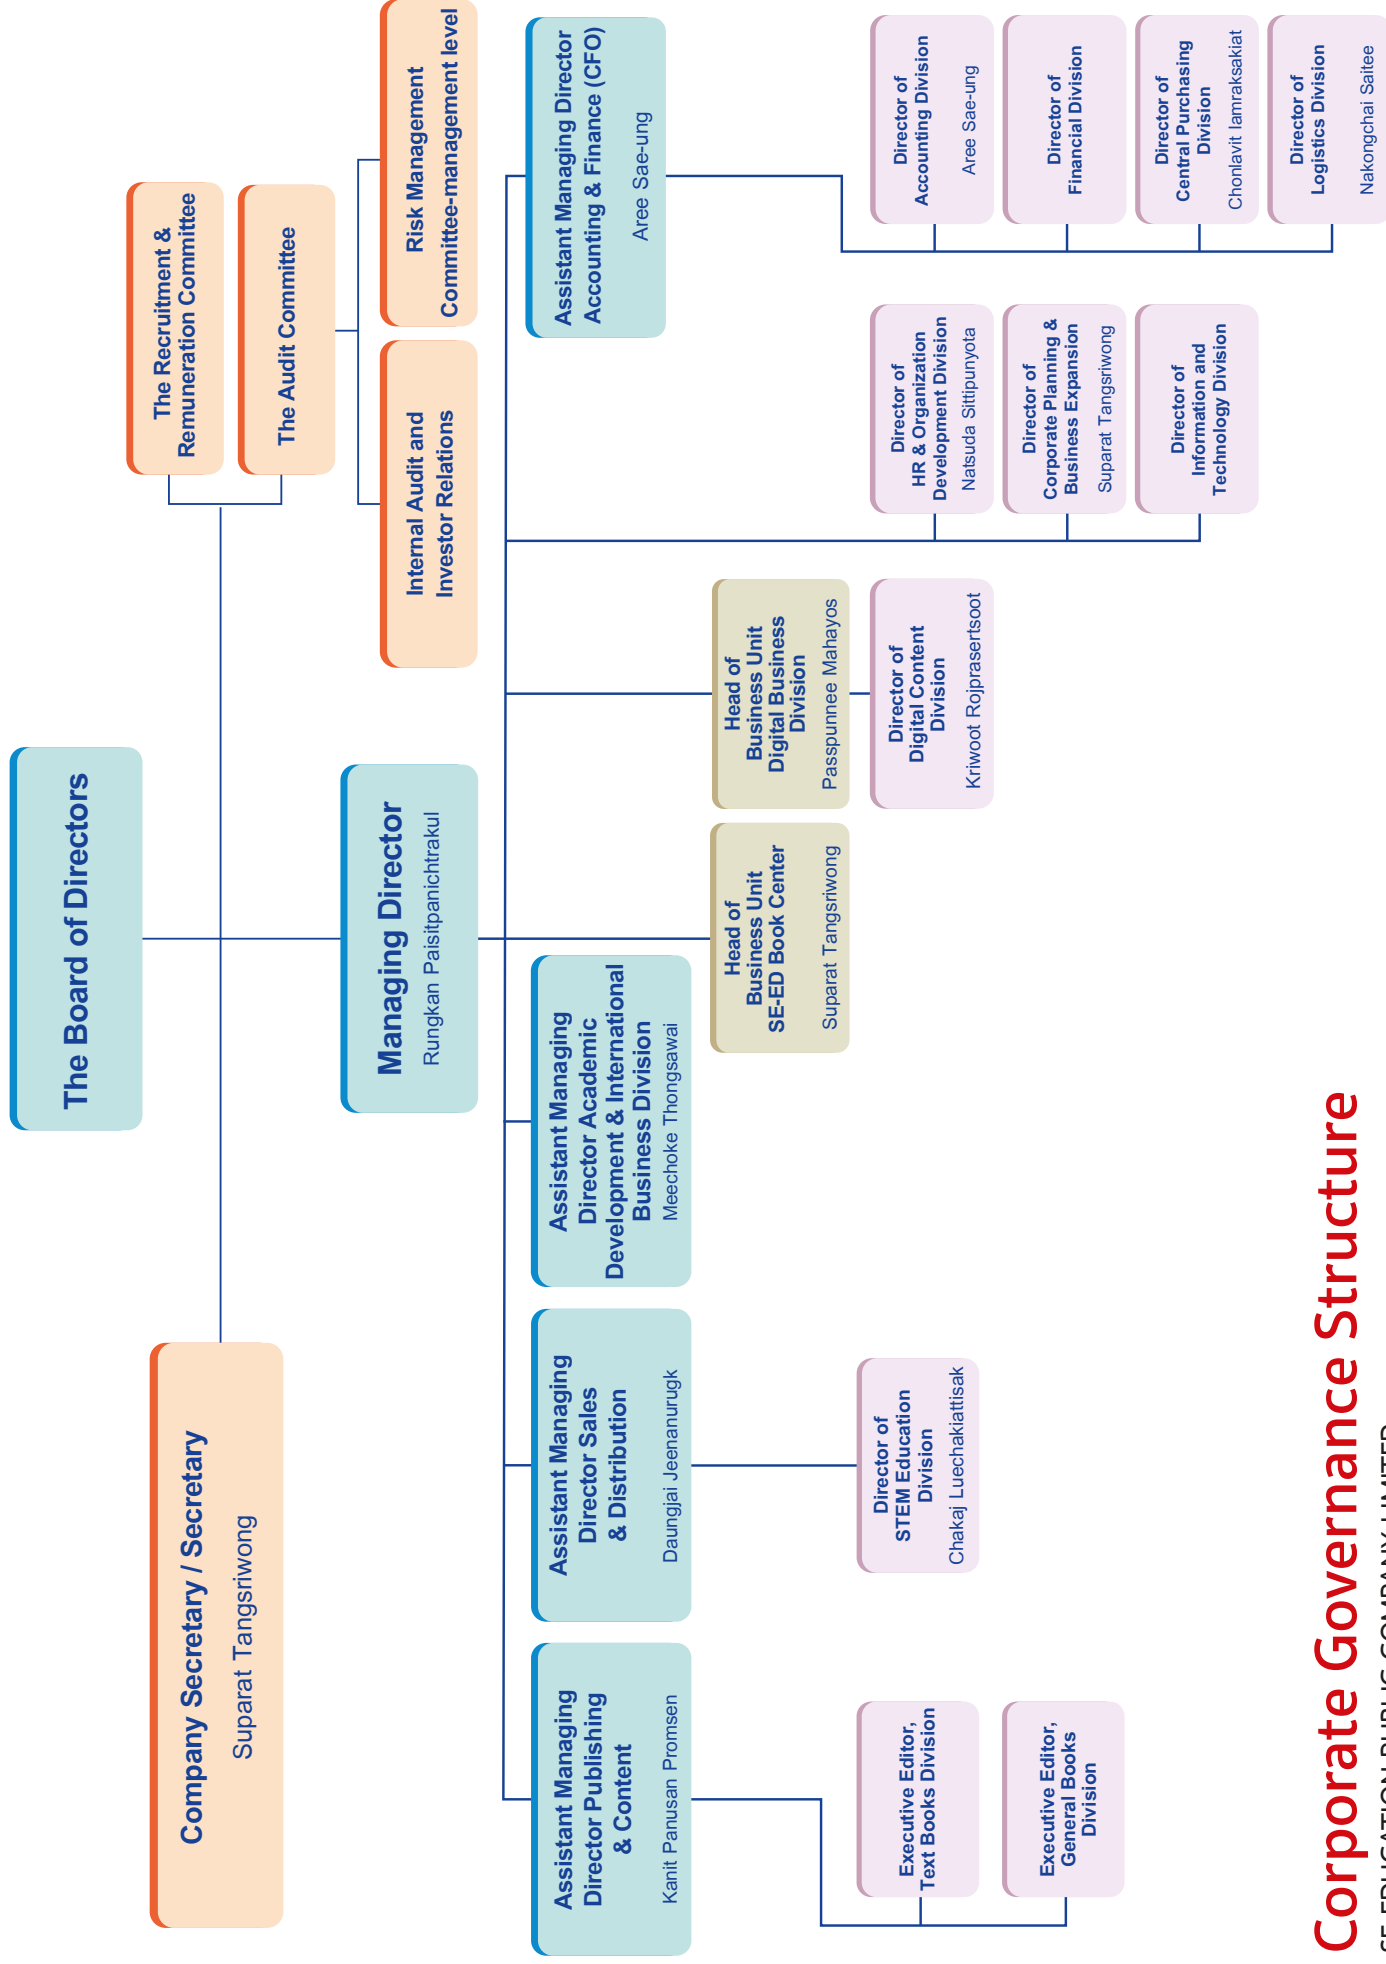 The Board of Directors
Company Secretary / Secretary
Suparat Tangsriwong
The Recruitment &
Remuneration Committee
The Audit Committee
Internal Audit and
Investor Relations
Risk Management
Committee-management level
Managing Director
Rungkan Paisitpanichtrakul
Assistant Managing
Director Publishing
& Content
Kanit Panusan Promsen
Assistant Managing
Director Sales
& Distribution
Daungjai Jeenanurugk
Assistant Managing
Director Academic
Development & International
Business Division
Meechoke Thongsawai
Assistant Managing Director
Accounting & Finance (CFO)
Aree Sae-ung
Head of
Business Unit
SE-ED Book Center
Suparat Tangsriwong
Head of
Business Unit
Digital Business
Division
Passpunnee Mahayos
Executive Editor,
Text Books Division
Executive Editor,
General Books
Division
Director of
STEM Education
Division
Chakaj Luechakiattisak
Director of
Digital Content
Division
Kriwoot Rojprasertsoot
Director of
HR & Organization
Development Division
Natsuda Sittipunyota
Director of
Corporate Planning &
Business Expansion
Suparat Tangsriwong
Director of
Information and
Technology Division
Director of
Accounting Division
Aree Sae-ung
Director of
Financial Division
Director of
Central Purchasing
Division
Chonlavit Iamraksakiat
Director of
Logistics Division
Nakongchai Saitee
Corporate Governance Structure
SE-EDUCATION PUBLIC COMPANY LIMITED